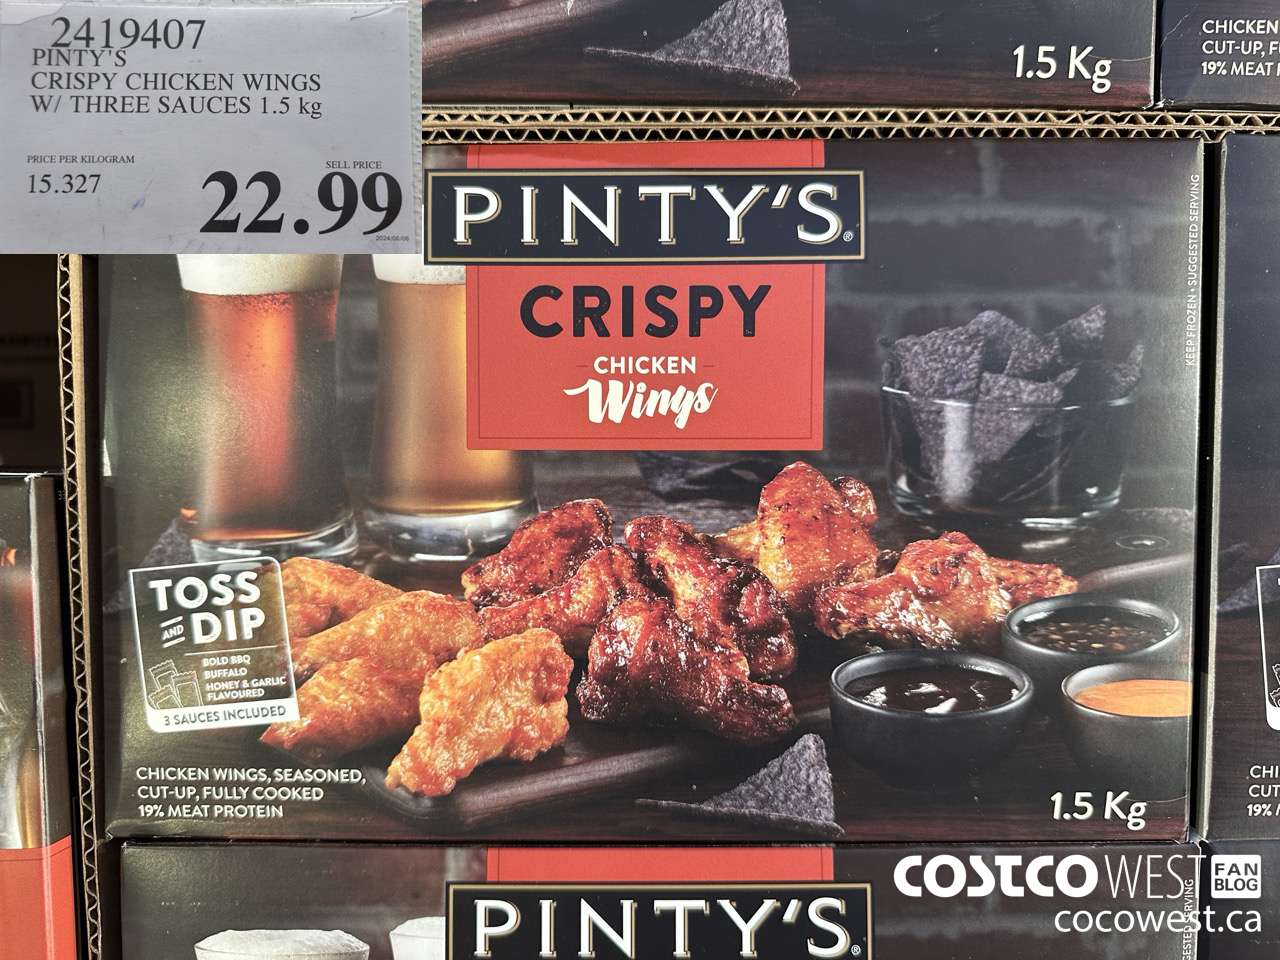 2419407
PINTY'S
CRISPY CHICKEN WINGS
W/ THREE SAUCES 1.5 kg
PRICE PER KILOGRAM
15.327
SELL PRICE
22.99
1.5 Kg
CHICKEN
CUT-UP, F
19% MEAT
PINTY'S®
CRISPY
CHICKEN
Wings
KEEP FROZEN • SUGGESTED SERVING
TOSS
AND DIP
BOLD BBQ
BUFFALO
HONEY & GARLIC
FLAVOURED
3 SAUCES INCLUDED
CHICKEN WINGS, SEASONED,
CUT-UP, FULLY COOKED
19% MEAT PROTEIN
1.5 Kg
CHI
CUT
19%
PINTY'S®
COSTCO WEST FAN BLOG
cocowest.ca